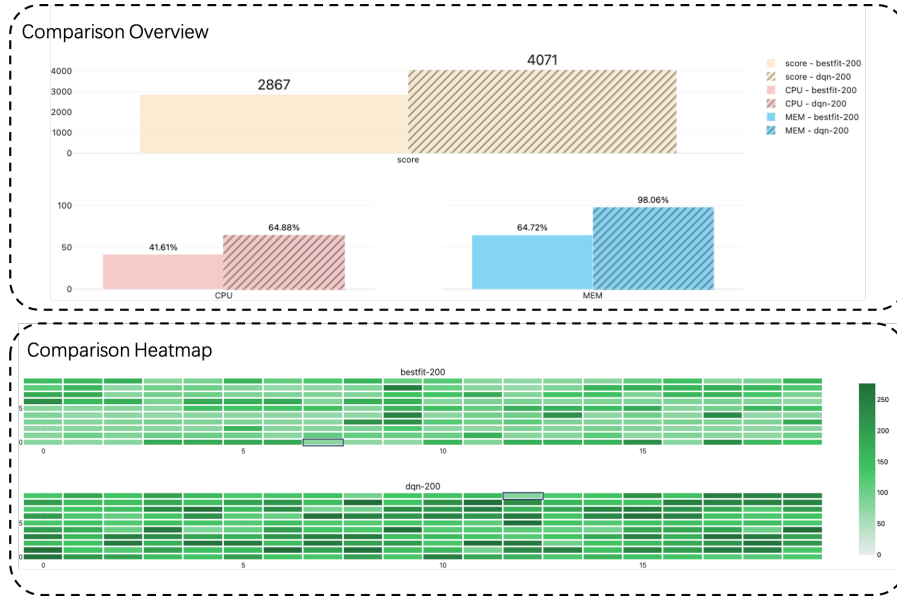 Comparison Overview
4071
2867
4000
3000
2000
1000
0
score
score - bestfit-200
score - dqn-200
CPU - bestfit-200
CPU - dqn-200
MEM - bestfit-200
MEM - dqn-200
100
50
0
41.61%
64.88%
CPU
64.72%
98.06%
MEM
Comparison Heatmap
bestfit-200
5
0
0 5 10 15
dqn-200
5
0
0 5 10 15
250
200
150
100
50
0